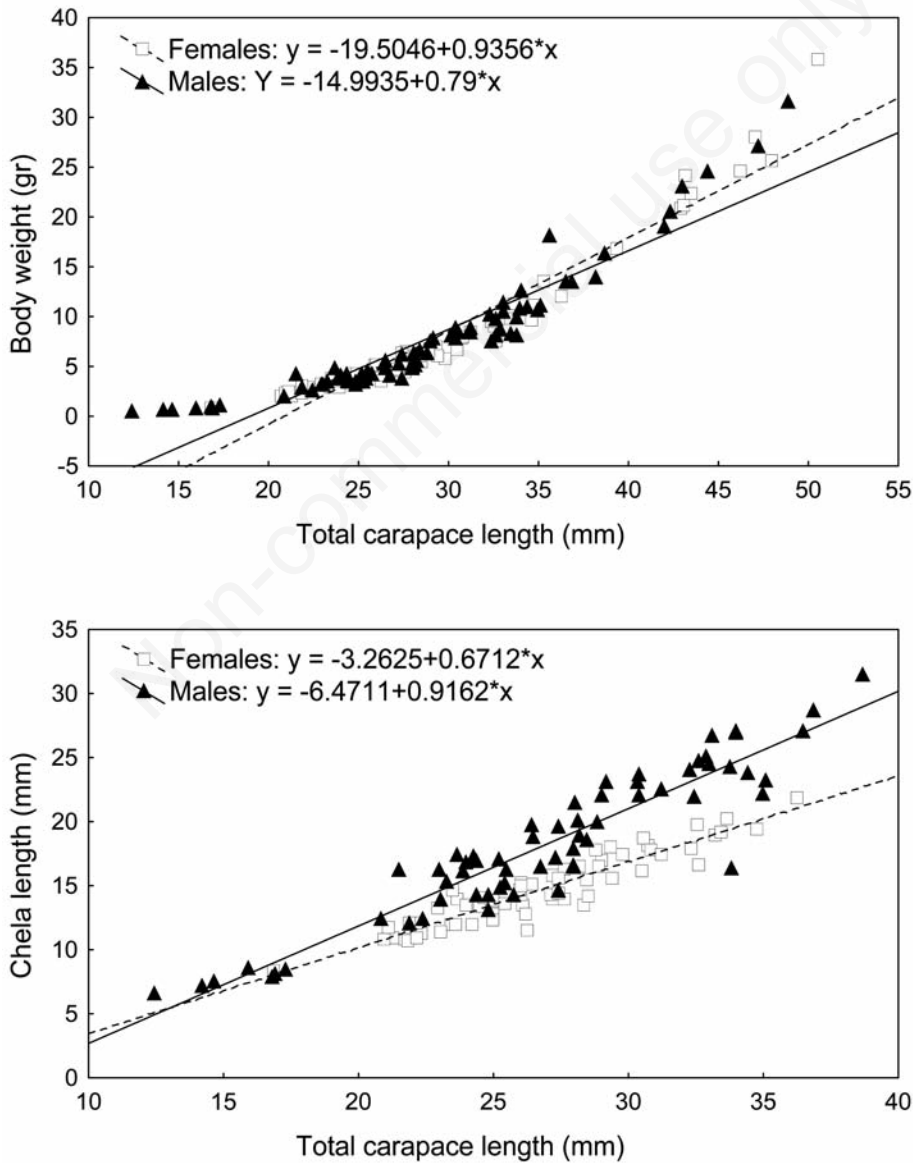 40
35
30
25
20
15
10
5
0
-5
Body weight (gr)
Females: y = -19.5046+0.9356*x
Males: Y = -14.9935+0.79*x
10 15 20 25 30 35 40 45 50 55
Total carapace length (mm)
35
30
25
20
15
10
5
0
Chela length (mm)
Females: y = -3.2625+0.6712*x
Males: y = -6.4711+0.9162*x
10 15 20 25 30 35 40
Total carapace length (mm)
Non-commercial use only